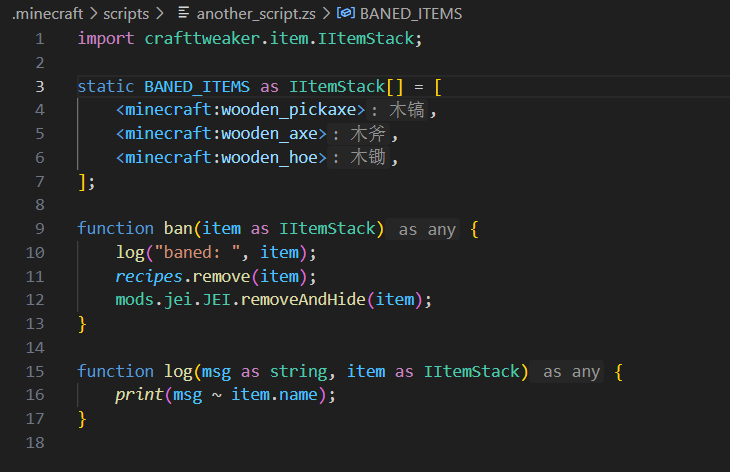 .minecraft > scripts > another_script.zs > BANED_ITEMS
1 import crafttweaker.item.IItemStack;
2
3 static BANED_ITEMS as IItemStack[] = [
4 <minecraft:wooden_pickaxe>: 木镐,
5 <minecraft:wooden_axe>: 木斧,
6 <minecraft:wooden_hoe>: 木锄,
7 ];
8
9 function ban(item as IItemStack) as any {
10 log("baned: ", item);
11 recipes.remove(item);
12 mods.jei.JEI.removeAndHide(item);
13 }
14
15 function log(msg as string, item as IItemStack) as any {
16 print(msg ~ item.name);
17 }
18